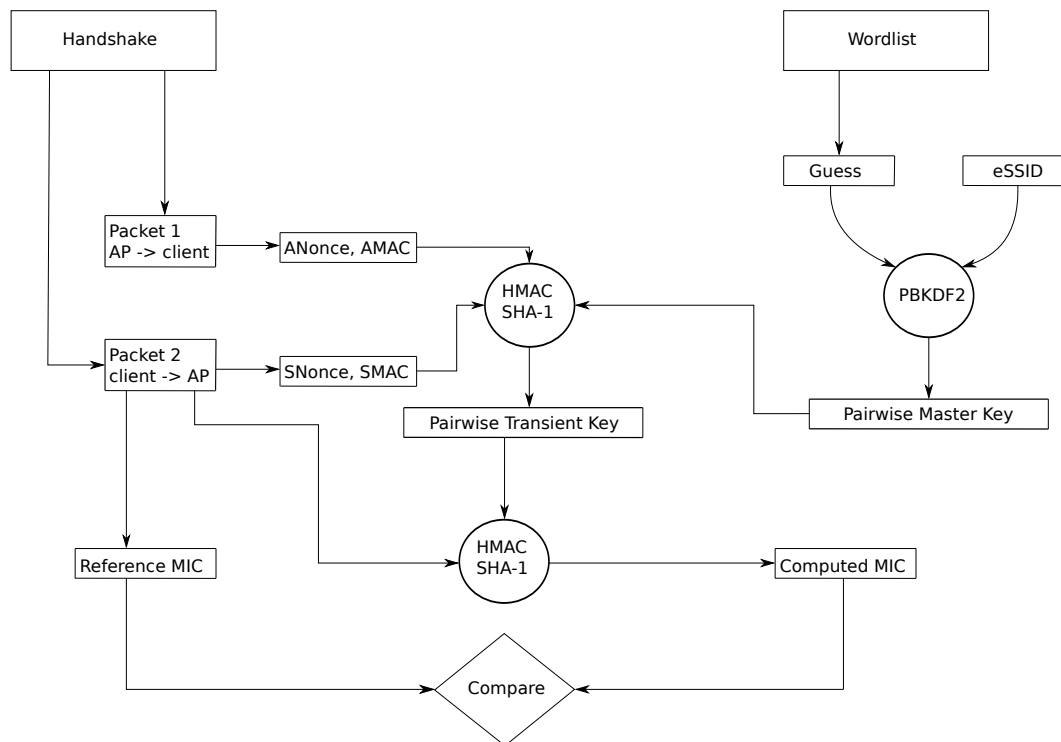 Handshake
Wordlist
Guess
eSSID
Packet 1
AP -> client
ANonce, AMAC
HMAC
SHA-1
PBKDF2
Packet 2
client -> AP
SNonce, SMAC
Pairwise Transient Key
Pairwise Master Key
Reference MIC
HMAC
SHA-1
Computed MIC
Compare